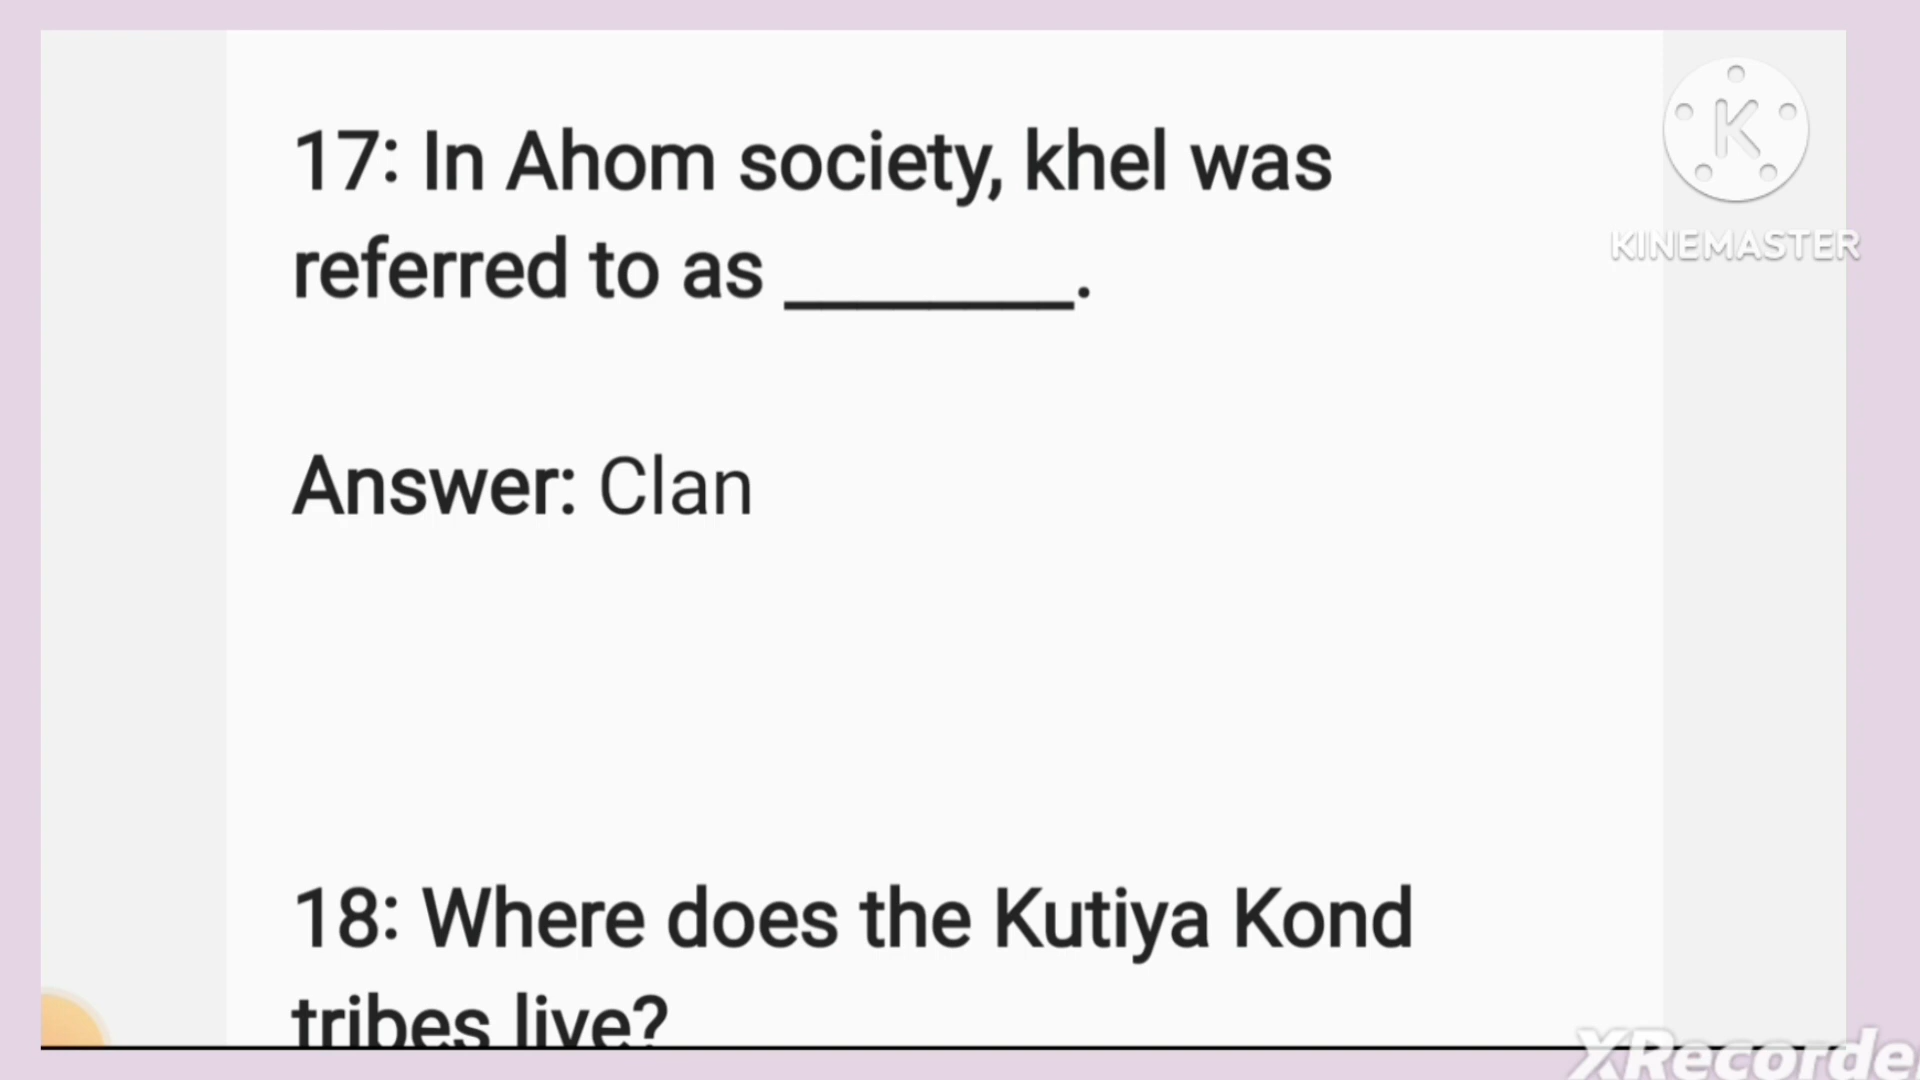 17: In Ahom society, khel was
referred to as ________.
Answer: Clan
18: Where does the Kutiya Kond
tribes live?
K
KINEMASTER
XRecorde